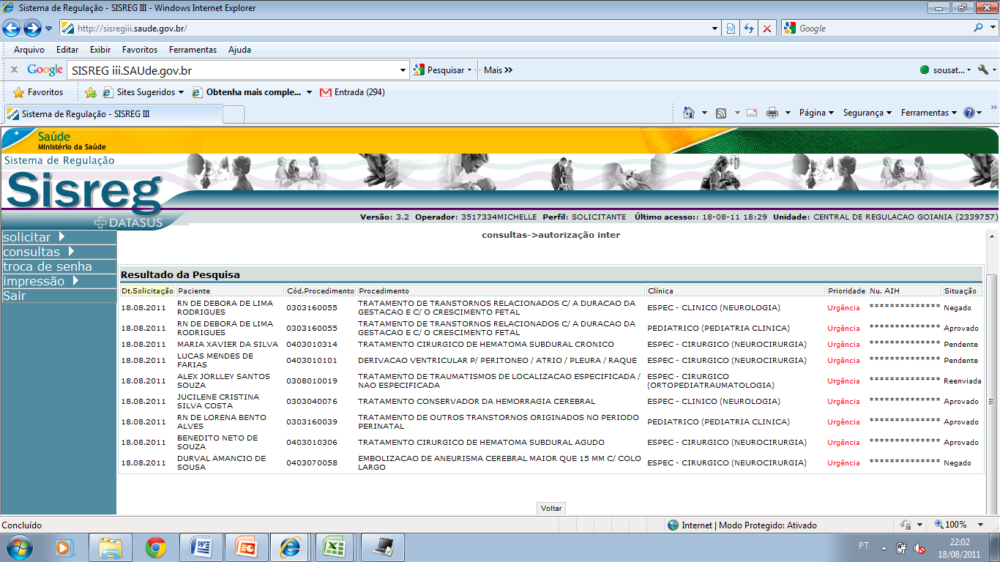 Sistema de Regulação - SISREG III - Windows Internet Explorer
http://sisregiii.saude.gov.br/
Google
Arquivo Editar Exibir Favoritos Ferramentas Ajuda
x Google SISREG iii.SAUde.gov.br Pesquisar Mais >> sousat...
Favoritos Sites Sugeridos Obtenha mais comple... Entrada (294)
Sistema de Regulação - SISREG III Página Segurança Ferramentas
Saúde
Ministério da Saúde
Sistema de Regulação
Sisreg
DATASUS
Versão: 3.2 Operador: 3517334MICHELLE Perfil: SOLICITANTE Último acesso:: 18-08-11 18:29 Unidade:: CENTRAL DE REGULACAO GOIANIA (2339757)
solicitar
consultas
troca de senha
impressão
Sair
consultas->autorização inter
Resultado da Pesquisa
Dt.Solicitação Paciente Cód.Procedimento Procedimento Clínica Prioridade Nu. AIH Situação
18.08.2011 RN DE DEBORA DE LIMA RODRIGUES 0303160055 TRATAMENTO DE TRANSTORNOS RELACIONADOS C/ A DURACAO DA GESTACAO E C/ O CRESCIMENTO FETAL ESPEC - CLINICO (NEUROLOGIA) Urgência *************** Negado
18.08.2011 RN DE DEBORA DE LIMA RODRIGUES 0303160055 TRATAMENTO DE TRANSTORNOS RELACIONADOS C/ A DURACAO DA GESTACAO E C/ O CRESCIMENTO FETAL PEDIATRICO (PEDIATRIA CLINICA) Urgência *************** Aprovado
18.08.2011 MARIA XAVIER DA SILVA 0403010314 TRATAMENTO CIRURGICO DE HEMATOMA SUBDURAL CRONICO ESPEC - CIRURGICO (NEUROCIRURGIA) Urgência *************** Pendente
18.08.2011 LUCAS MENDES DE FARIAS 0403010101 DERIVACAO VENTRICULAR P/ PERITONEO / ATRIO / PLEURA / RAQUE ESPEC - CIRURGICO (NEUROCIRURGIA) Urgência *************** Pendente
18.08.2011 ALEX JORLLEY SANTOS SOUZA 0308010019 TRATAMENTO DE TRAUMATISMOS DE LOCALIZACAO ESPECIFICADA / NAO ESPECIFICADA ESPEC - CIRURGICO (ORTOPEDIATRAUMATOLOGIA) Urgência *************** Reenviada
18.08.2011 JUCILENE CRISTINA SILVA COSTA 0303040076 TRATAMENTO CONSERVADOR DA HEMORRAGIA CEREBRAL ESPEC - CLINICO (NEUROLOGIA) Urgência *************** Aprovado
18.08.2011 RN DE LORENA BENTO ALVES 0303160039 TRATAMENTO DE OUTROS TRANSTORNOS ORIGINADOS NO PERIODO PERINATAL PEDIATRICO (PEDIATRIA CLINICA) Urgência *************** Aprovado
18.08.2011 BENEDITO NETO DE SOUZA 0403010306 TRATAMENTO CIRURGICO DE HEMATOMA SUBDURAL AGUDO ESPEC - CIRURGICO (NEUROCIRURGIA) Urgência *************** Aprovado
18.08.2011 DURVAL AMANCIO DE SOUSA 0403070058 EMBOLIZACAO DE ANEURISMA CEREBRAL MAIOR QUE 15 MM C/ COLO LARGO ESPEC - CIRURGICO (NEUROCIRURGIA) Urgência *************** Negado
Voltar
Concluído Internet | Modo Protegido: Ativado 100%
PT 22:02
18/08/2011